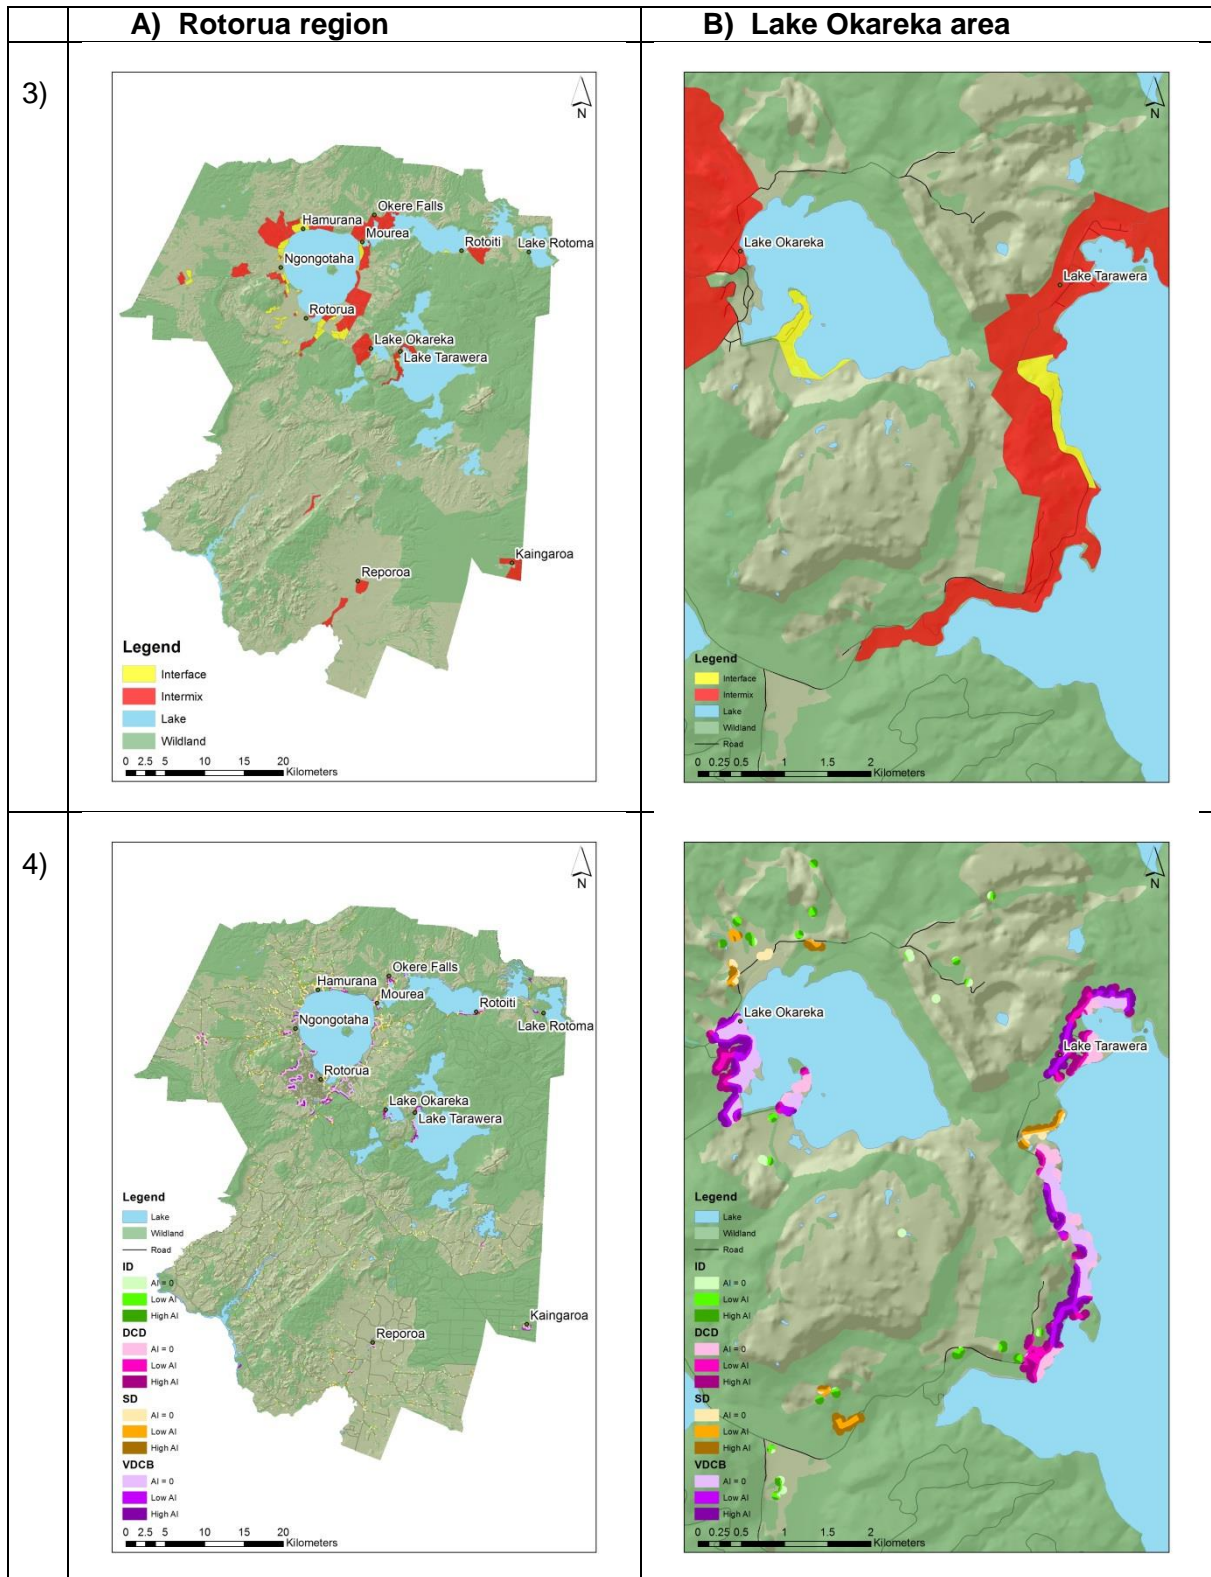 A) Rotorua region
B) Lake Okareka area
3)
N
Okere Falls
Hamurana
Mourea
Rotoiti
Lake Rotoma
Ngongotaha
Rotorua
Lake Okareka
Lake Tarawera
Kaingaroa
Reporoa
Legend
Interface
Intermix
Lake
Wildland
0 2.5 5 10 15 20
Kilometers
N
Lake Okareka
Lake Tarawera
Legend
Interface
Intermix
Lake
Wildland
Road
0 0.25 0.5 1 1.5 2
Kilometers
4)
N
Okere Falls
Hamurana
Mourea
Rotoiti
Lake Rotoma
Ngongotaha
Rotorua
Lake Okareka
Lake Tarawera
Kaingaroa
Reporoa
Legend
Lake
Wildland
Road
ID
AI = 0
Low AI
High AI
DCD
AI = 0
Low AI
High AI
SD
AI = 0
Low AI
High AI
VDCB
AI = 0
Low AI
High AI
0 2.5 5 10 15 20
Kilometers
N
Lake Okareka
Lake Tarawera
Legend
Lake
Wildland
Road
ID
AI = 0
Low AI
High AI
DCD
AI = 0
Low AI
High AI
SD
AI = 0
Low AI
High AI
VDCB
AI = 0
Low AI
High AI
0 0.25 0.5 1 1.5 2
Kilometers